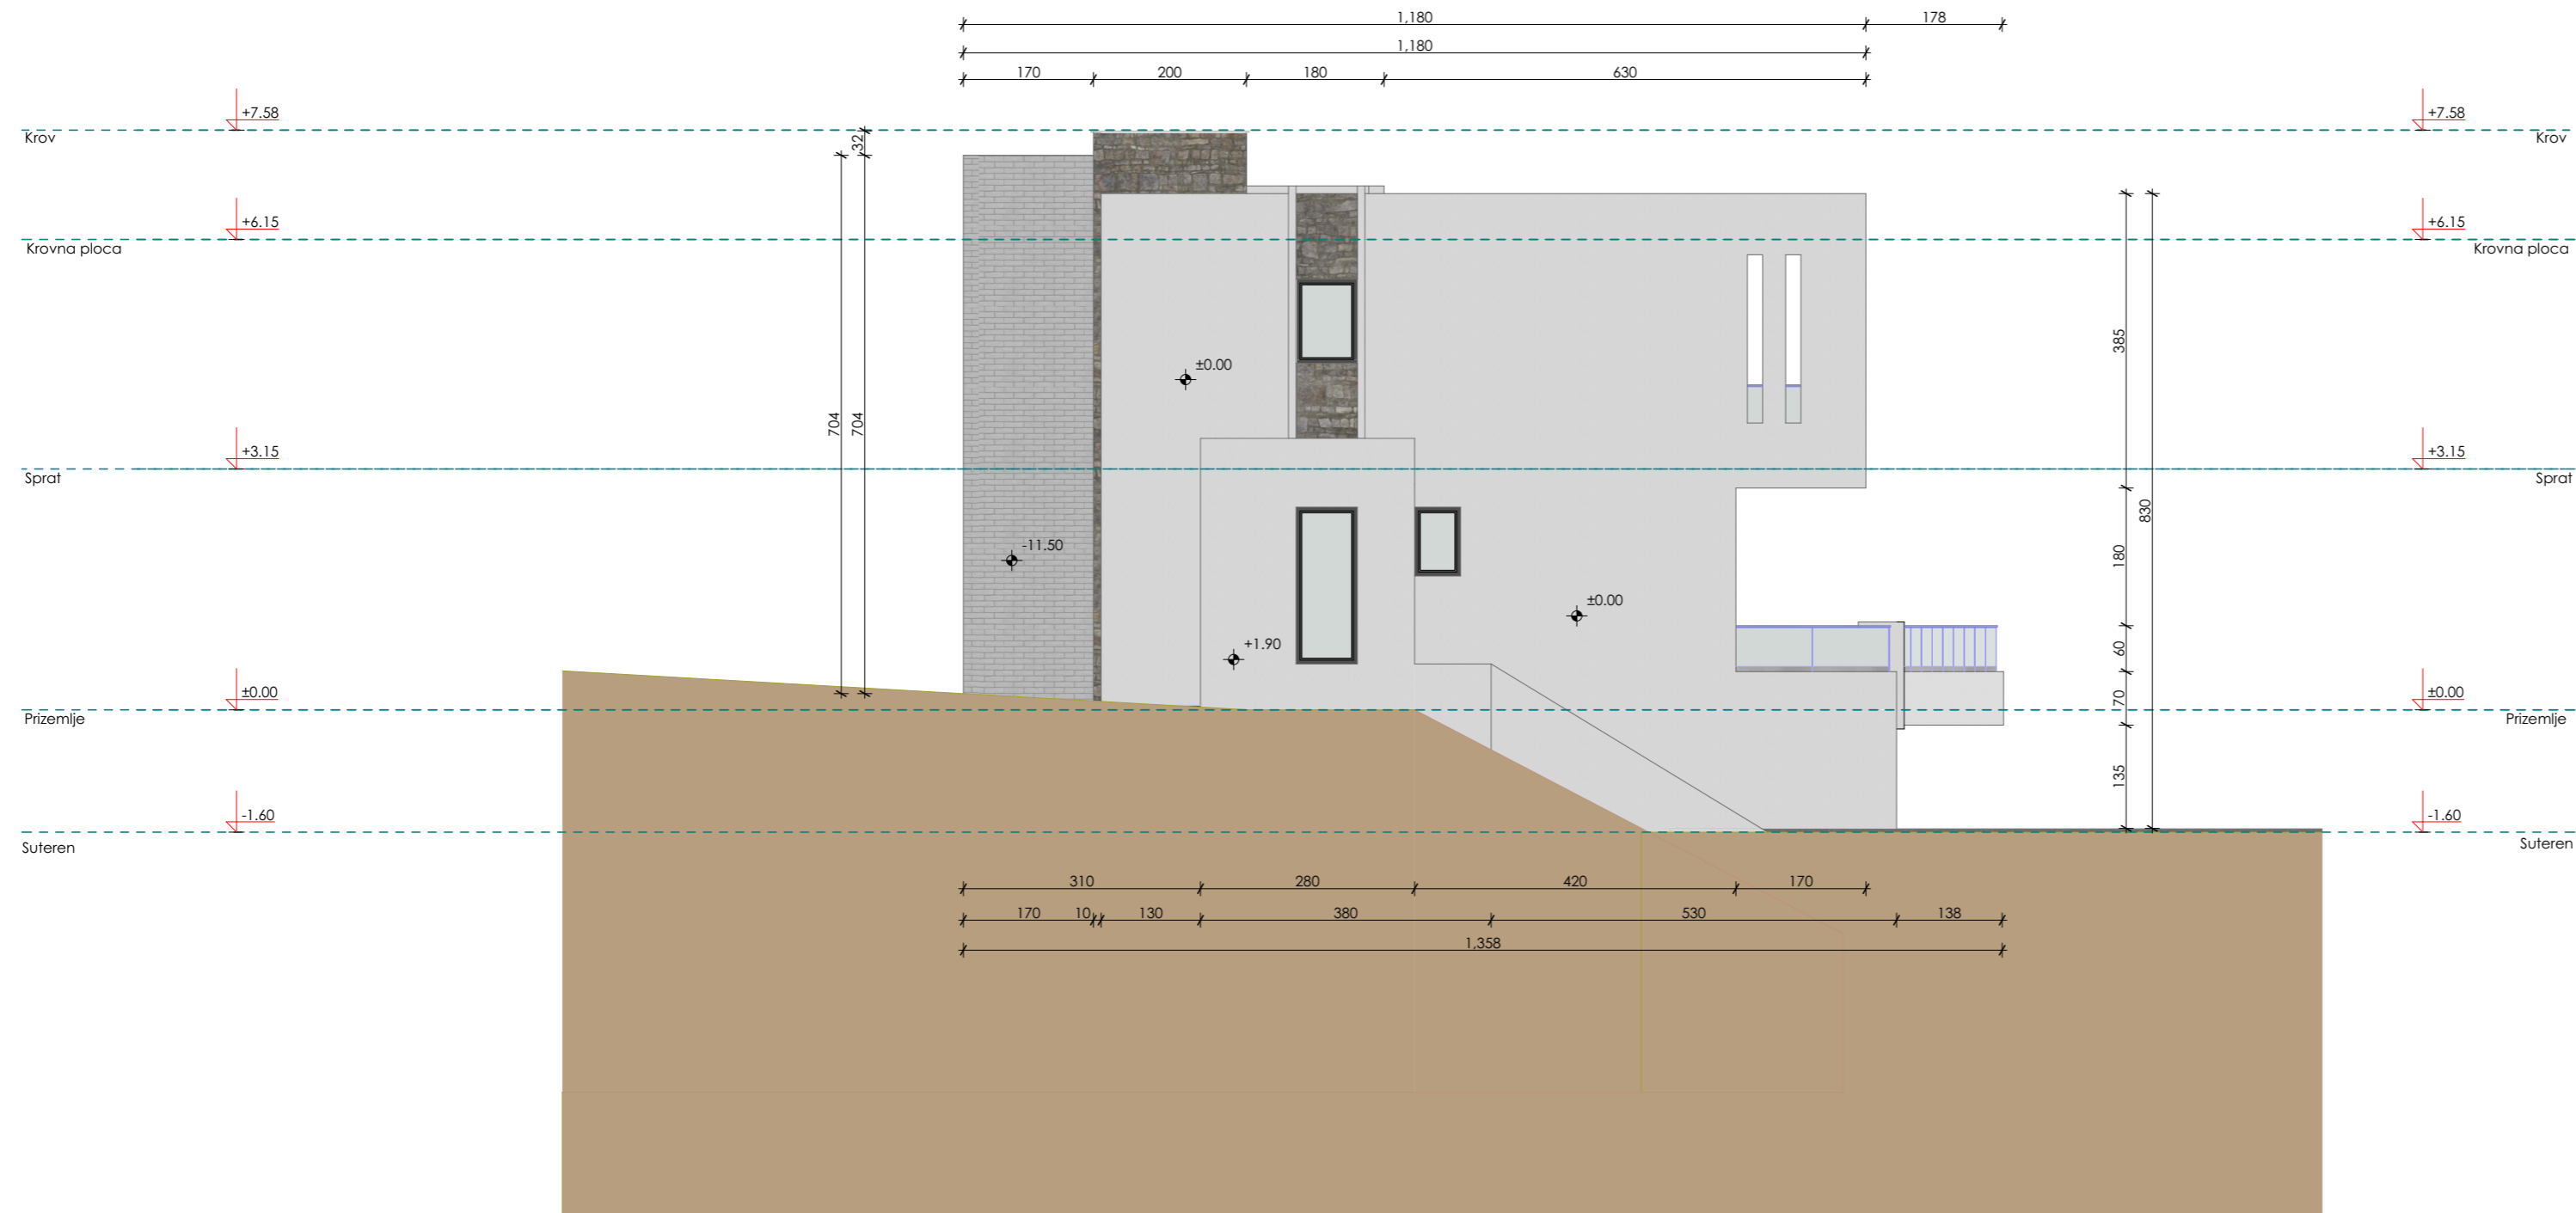 1,180 178
1,180
170 200 180 630
+7.58 +7.58
Krov 32 Krov
+6.15 +6.15
Krovna ploca Krovna ploca
385
±0.00
704 704
+3.15 +3.15
Sprat Sprat
830
-11.50 180
±0.00
+1.90 60
±0.00 70 ±0.00
Prizemlje Prizemlje
135
-1.60 -1.60
Suteren Suteren
310 280 420 170
170 10 130 380 530 138
1,358